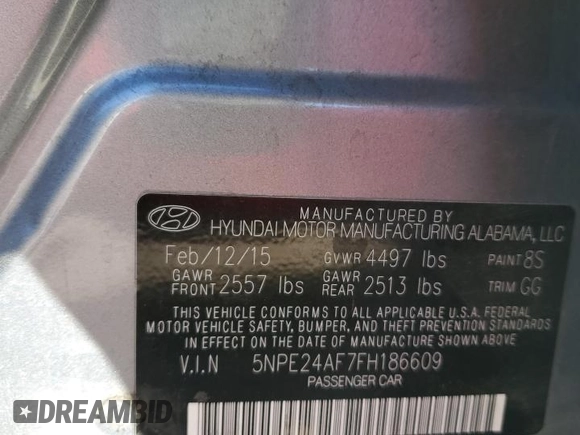 MANUFACTURED BY
HYUNDAI MOTOR MANUFACTURING ALABAMA, LLC
Feb/12/15 GVWR 4497 lbs PAINT 8S
GAWR FRONT 2557 lbs GAWR REAR 2513 lbs TRIM GG
THIS VEHICLE CONFORMS TO ALL APPLICABLE U.S.A. FEDERAL
MOTOR VEHICLE SAFETY, BUMPER, AND THEFT PREVENTION STANDARDS
IN EFFECT ON THE DATE OF MANUFACTURE SHOWN ABOVE.
V.I.N 5NPE24AF7FH186609
PASSENGER CAR
DREAMBID